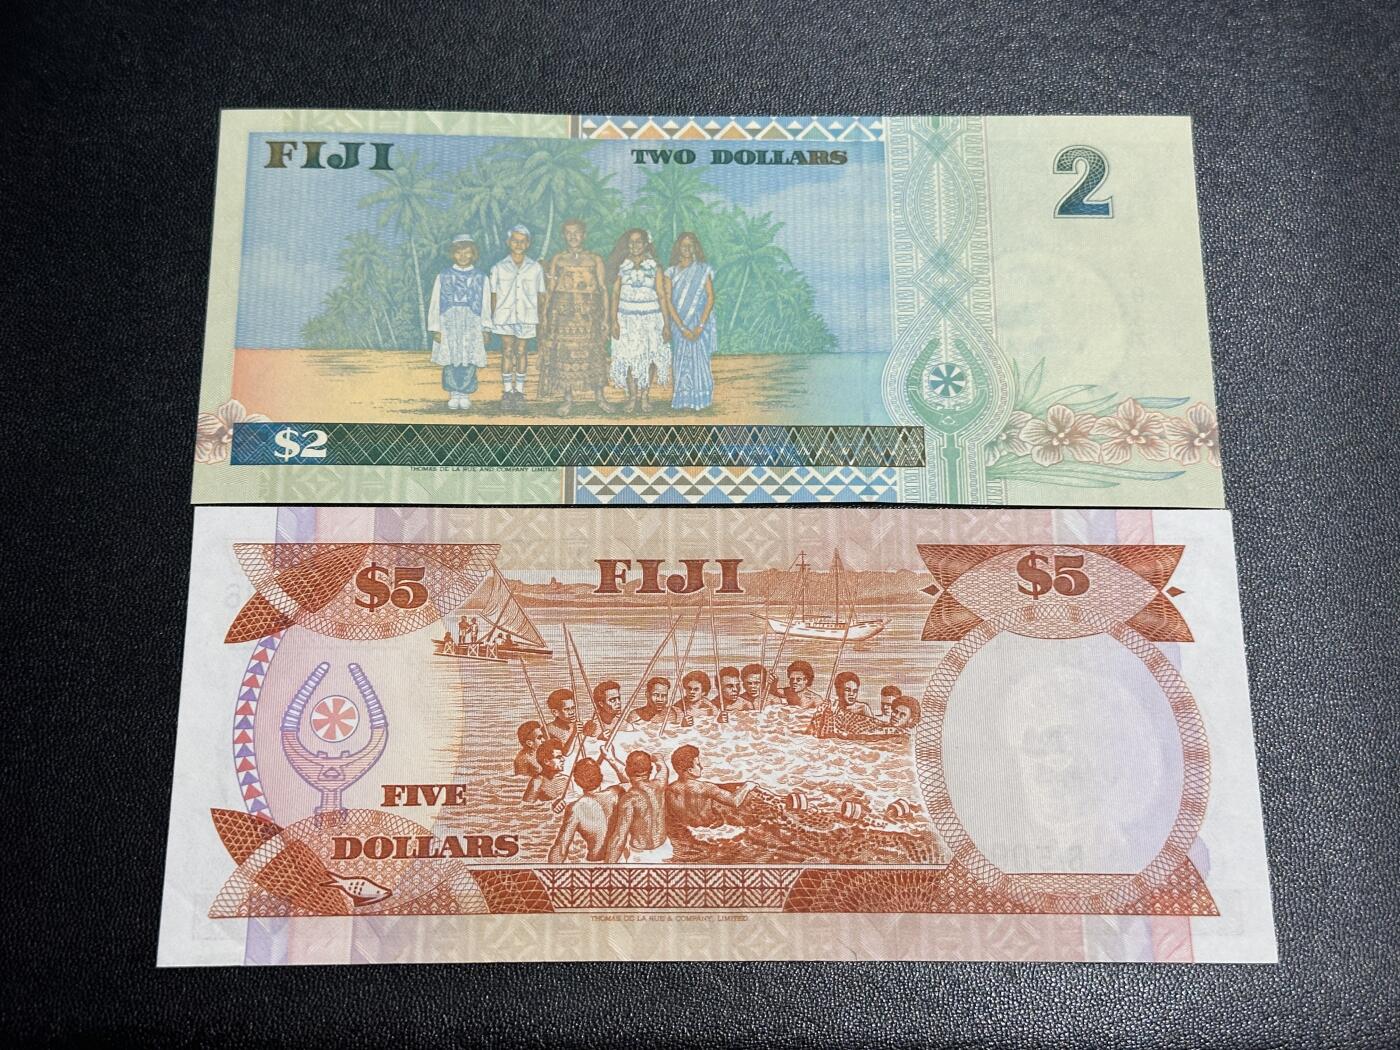 FIJI
TWO DOLLARS
2
$2
THOMAS DE LA RUE AND COMPANY LIMITED
$5
FIJI
$5
FIVE
DOLLARS
THOMAS DE LA RUE & COMPANY, LIMITED.